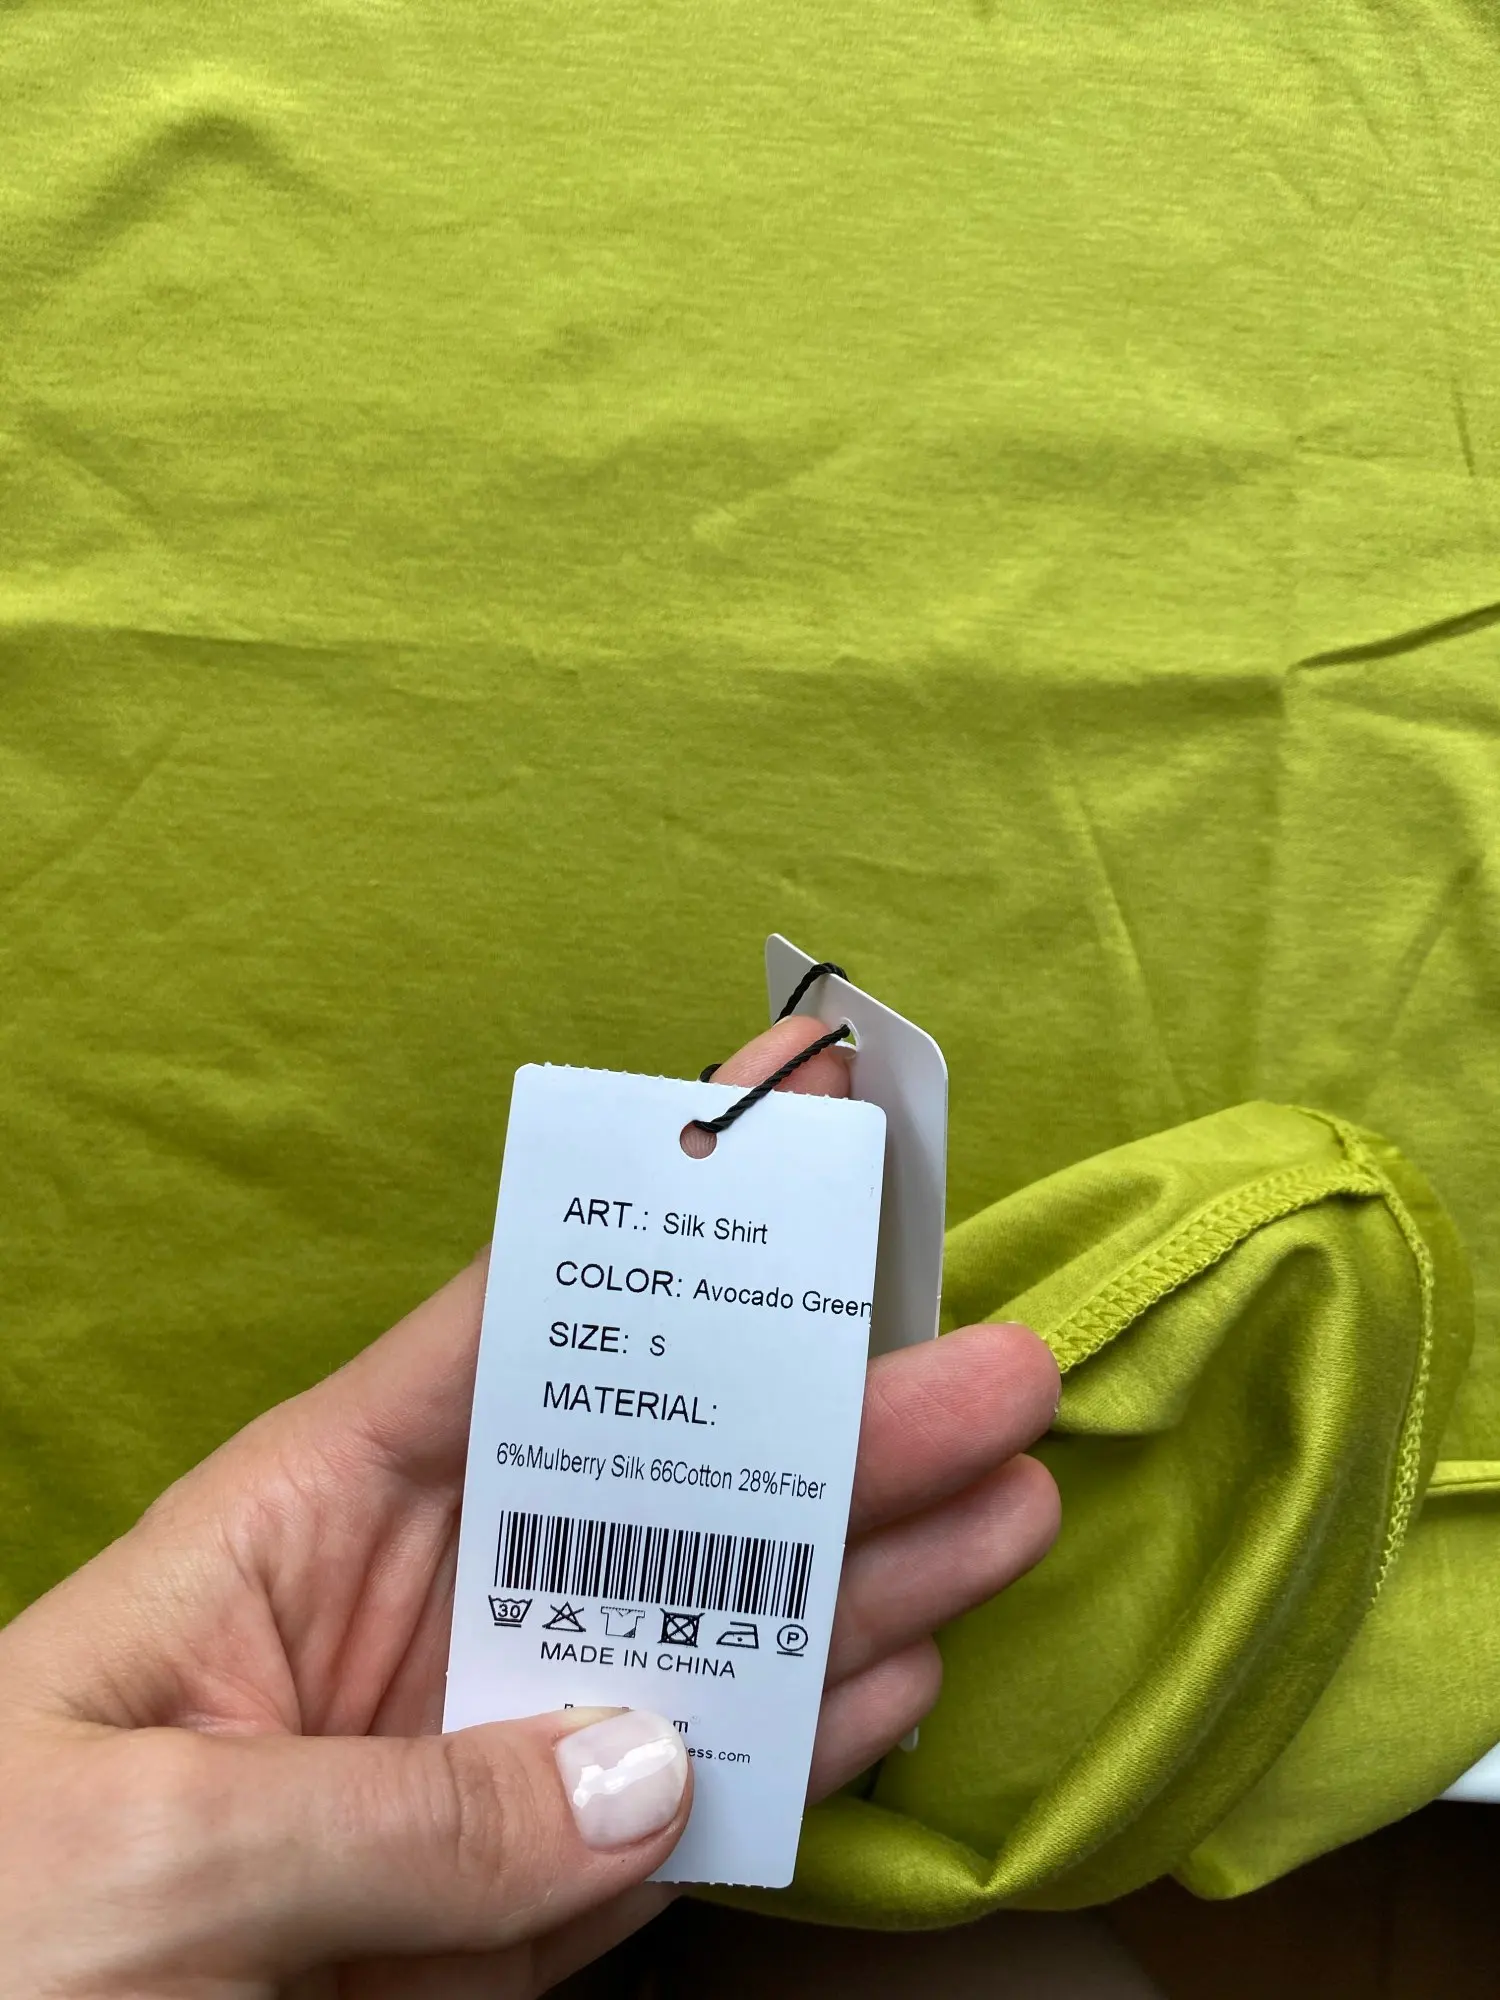 ART.: Silk Shirt
COLOR: Avocado Green
SIZE: S
MATERIAL:
6%Mulberry Silk 66Cotton 28%Fiber
30
P
MADE IN CHINA